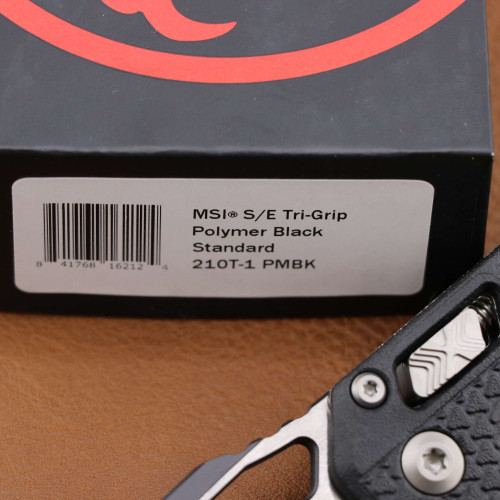 MSI® S/E Tri-Grip
Polymer Black
Standard
210T-1 PMBK
8 41768 16212 4